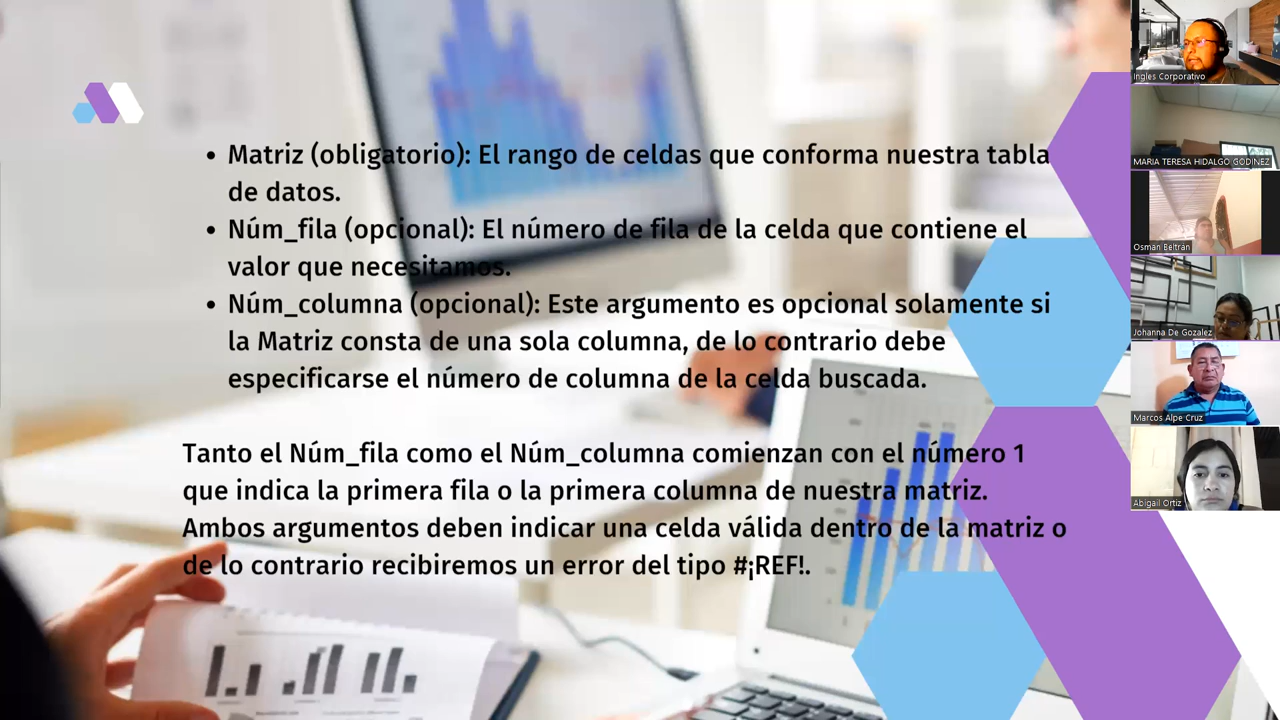 • Matriz (obligatorio): El rango de celdas que conforma nuestra tabla
de datos.
• Núm_fila (opcional): El número de fila de la celda que contiene el
valor que necesitamos.
• Núm_columna (opcional): Este argumento es opcional solamente si
la Matriz consta de una sola columna, de lo contrario debe
especificarse el número de columna de la celda buscada.
Tanto el Núm_fila como el Núm_columna comienzan con el número 1
que indica la primera fila o la primera columna de nuestra matriz.
Ambos argumentos deben indicar una celda válida dentro de la matriz o
de lo contrario recibiremos un error del tipo #¡REF!.
Ingles Corporativo
MARIA TERESA HIDALGO GODINEZ
Osman Beltrán
Johanna De Gozalez
Marcos Alpe Cruz
Abigail Ortiz